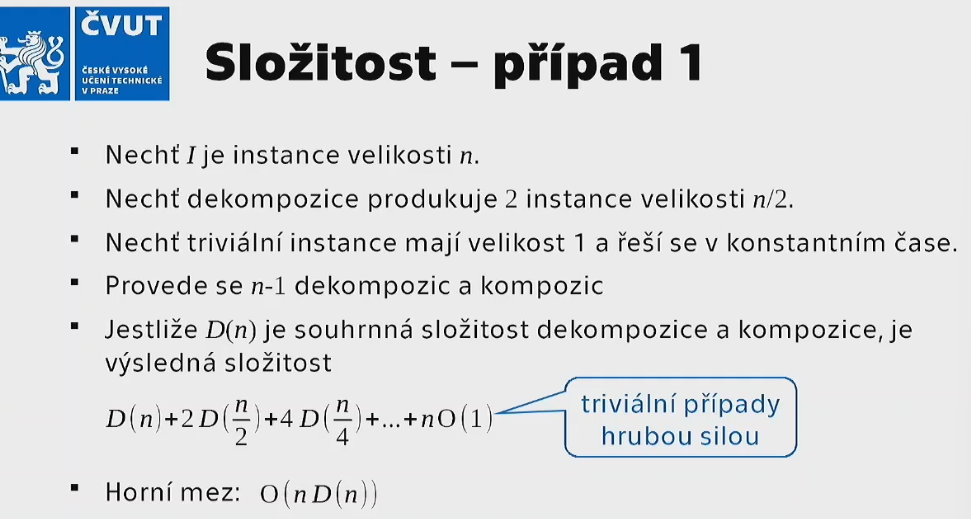 ČVUT
ČESKÉ VYSOKÉ
UČENÍ TECHNICKÉ
V PRAZE
Složitost – případ 1
▪ Nechť I je instance velikosti n.
▪ Nechť dekompozice produkuje 2 instance velikosti n/2.
▪ Nechť triviální instance mají velikost 1 a řeší se v konstantním čase.
▪ Provede se n-1 dekompozic a kompozic
▪ Jestliže D(n) je souhrnná složitost dekompozice a kompozice, je
výsledná složitost
D(n)+2D(n/2)+4D(n/4)+...+nO(1)
triviální případy
hrubou silou
▪ Horní mez: O(nD(n))